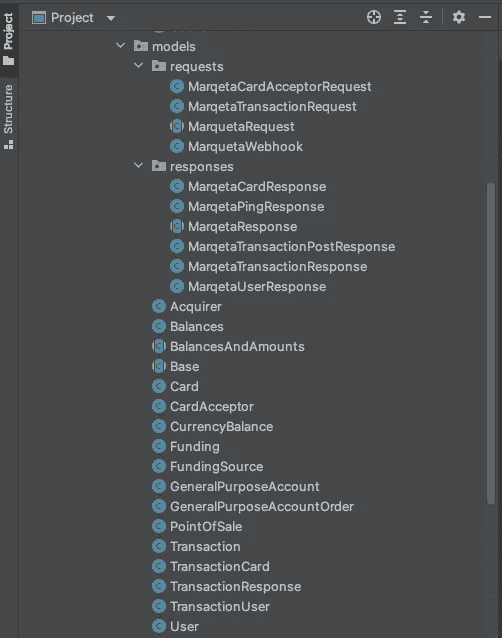 Project
Project
Structure
models
requests
MarqetaCardAcceptorRequest
MarqetaTransactionRequest
MarquetaRequest
MarquetaWebhook
responses
MarqetaCardResponse
MarqetaPingResponse
MarqetaResponse
MarqetaTransactionPostResponse
MarqetaTransactionResponse
MarqetaUserResponse
Acquirer
Balances
BalancesAndAmounts
Base
Card
CardAcceptor
CurrencyBalance
Funding
FundingSource
GeneralPurposeAccount
GeneralPurposeAccountOrder
PointOfSale
Transaction
TransactionCard
TransactionResponse
TransactionUser
User